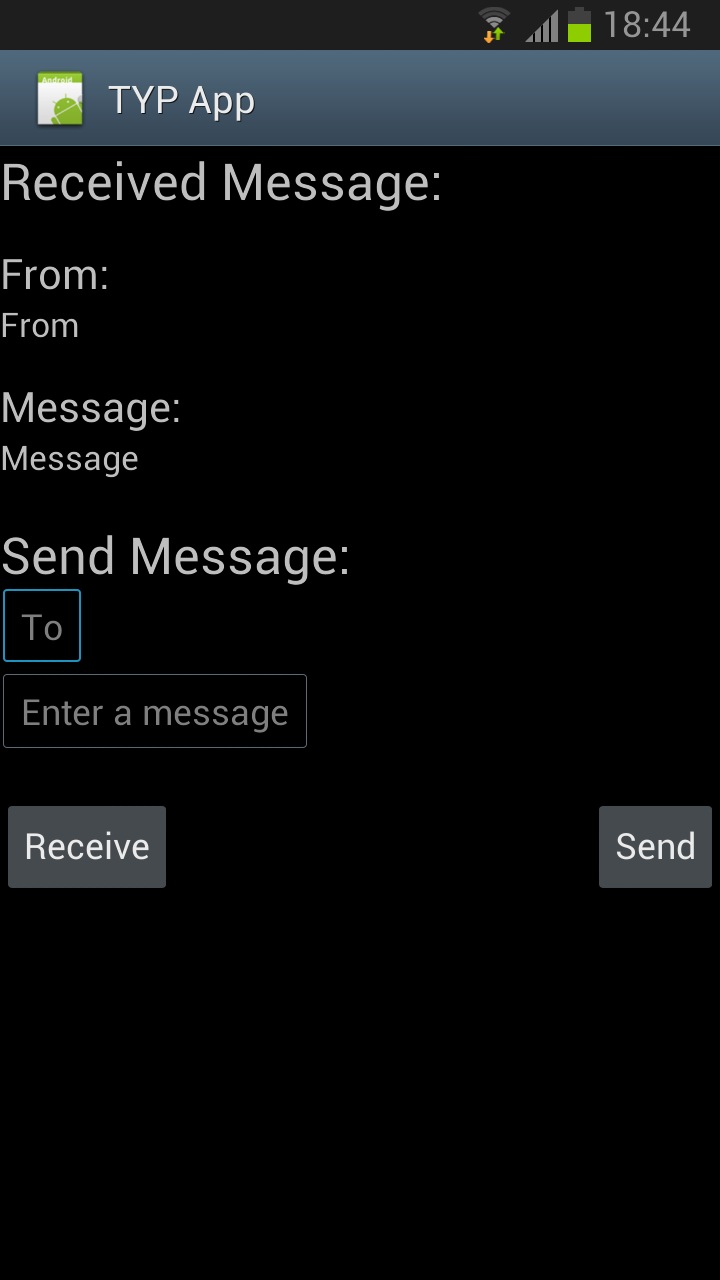 18:44
Android
TYP App
Received Message:
From:
From
Message:
Message
Send Message:
To
Enter a message
Receive
Send